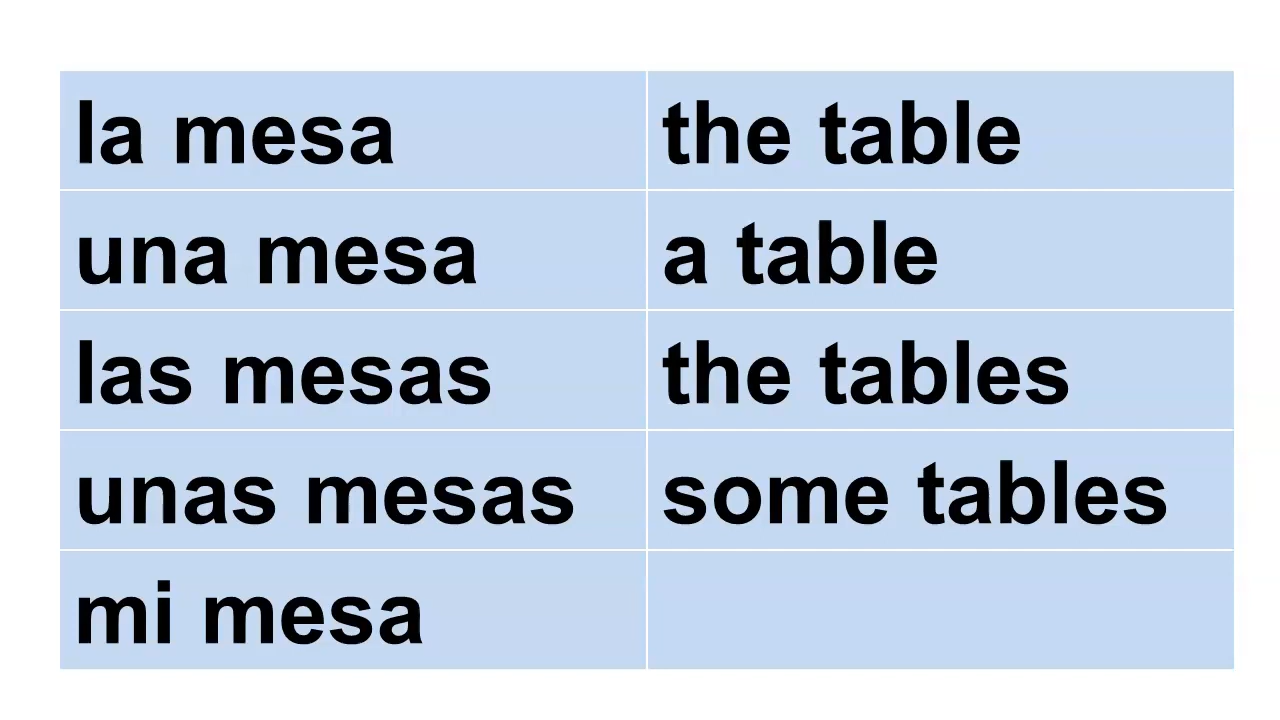 la mesa the table
una mesa a table
las mesas the tables
unas mesas some tables
mi mesa